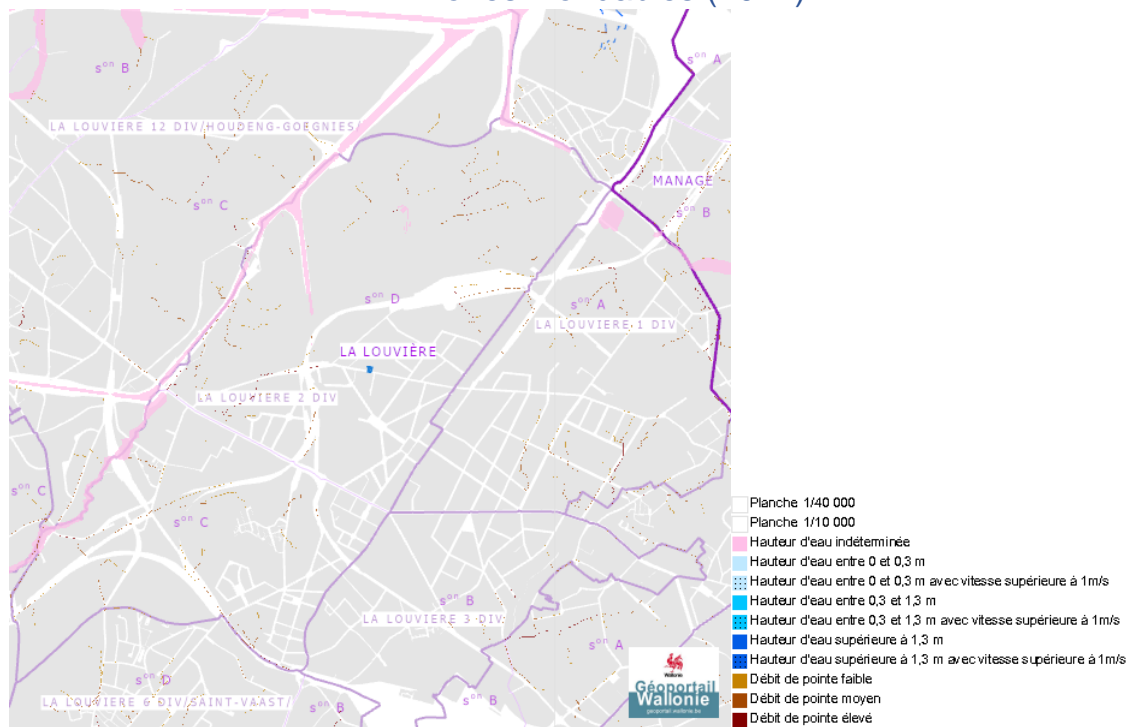 sᵒⁿ A
sᵒⁿ B
LA LOUVIERE 12 DIV/HOUDENG-GOEGNIES/
MANAGE
sᵒⁿ C
sᵒⁿ B
sᵒⁿ D
sᵒⁿ A
LA LOUVIERE 1 DIV
LA LOUVIÈRE
LA LOUVIERE 2 DIV
sᵒⁿ C
sᵒⁿ C
sᵒⁿ B
LA LOUVIERE 3 DIV
sᵒⁿ A
sᵒⁿ D
LA LOUVIERE 6 DIV/SAINT-VAAST/
sᵒⁿ B
sᵒⁿ B
Wallonie
Géoportail
Wallonie
geoportail.wallonie.be
Planche 1/40 000
Planche 1/10 000
Hauteur d'eau indéterminée
Hauteur d'eau entre 0 et 0,3 m
Hauteur d'eau entre 0 et 0,3 m avec vitesse supérieure à 1m/s
Hauteur d'eau entre 0,3 et 1,3 m
Hauteur d'eau entre 0,3 et 1,3 m avec vitesse supérieure à 1m/s
Hauteur d'eau supérieure à 1,3 m
Hauteur d'eau supérieure à 1,3 m avec vitesse supérieure à 1m/s
Débit de pointe faible
Débit de pointe moyen
Débit de pointe élevé